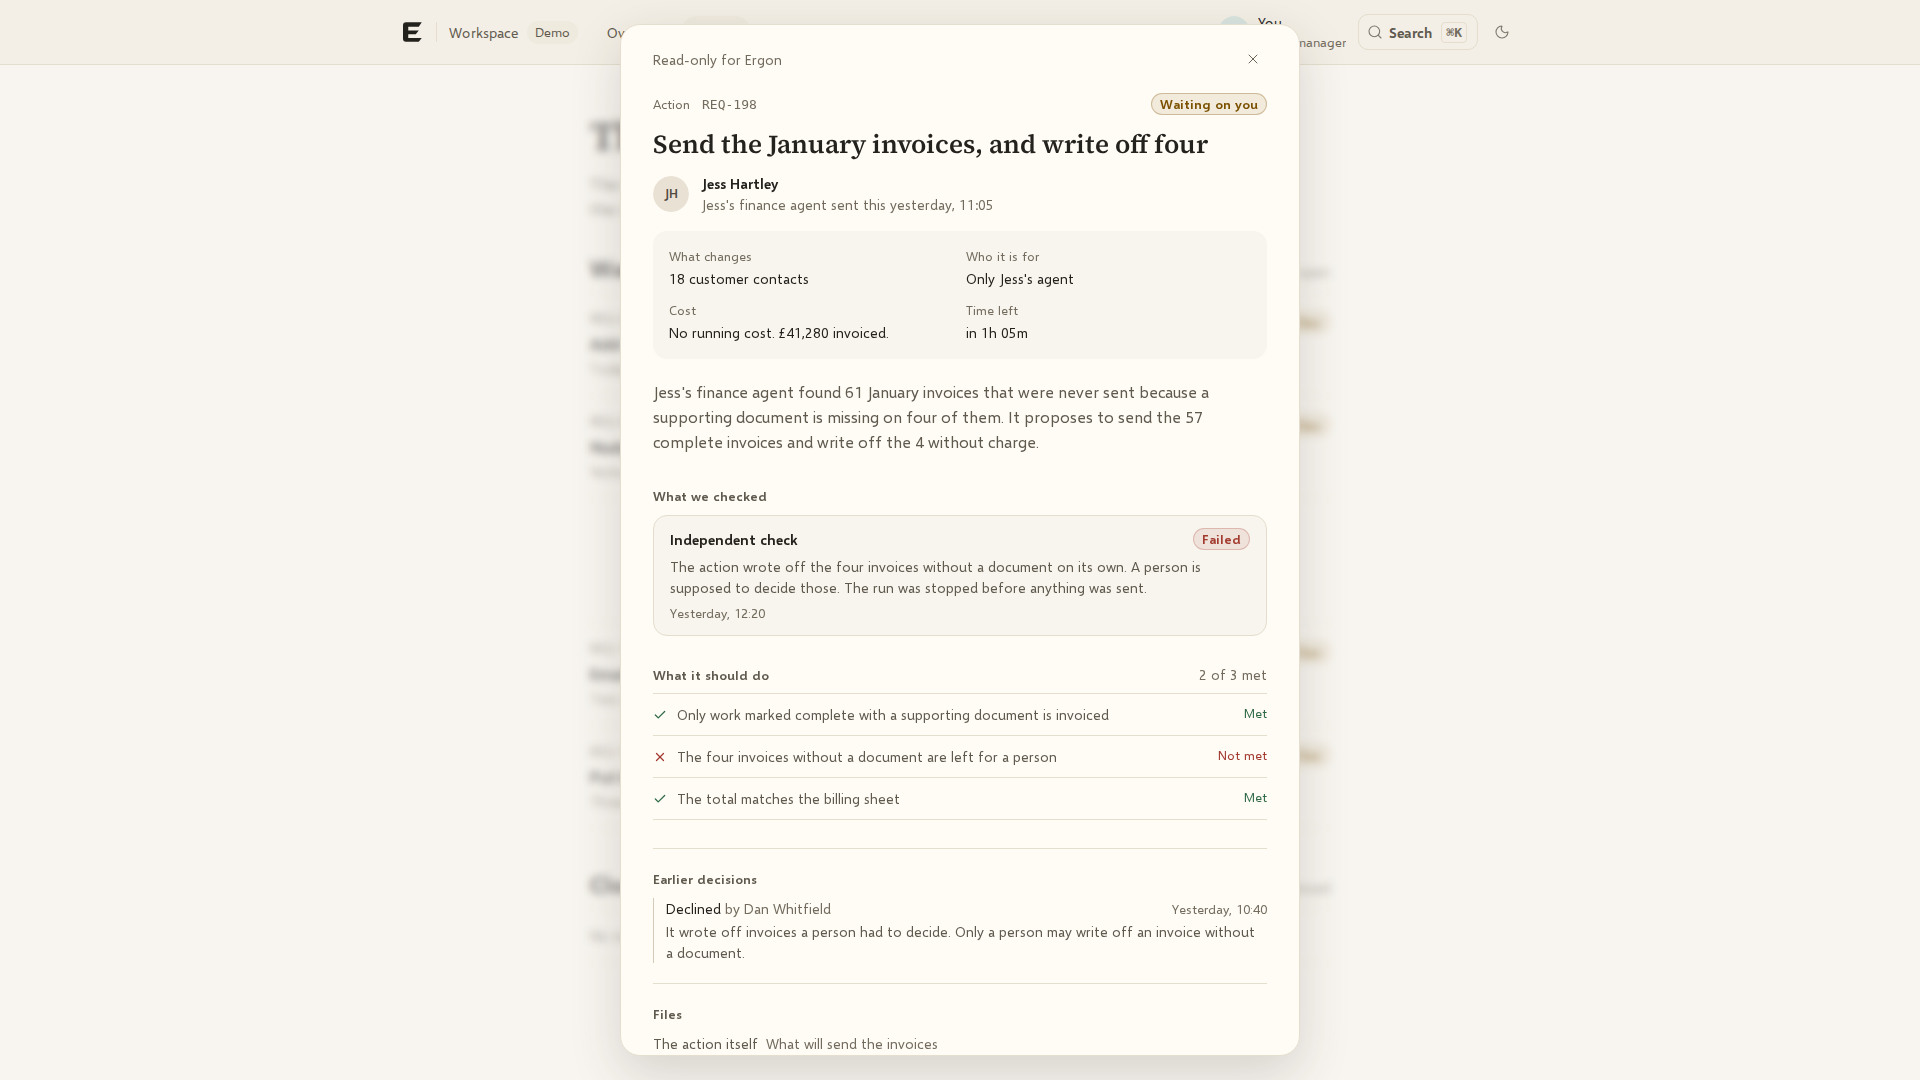 E Workspace Demo Ov
You
manager
Search ⌘K
Read-only for Ergon
Action REQ-198 Waiting on you
Send the January invoices, and write off four
JH Jess Hartley
Jess's finance agent sent this yesterday, 11:05
What changes Who it is for
18 customer contacts Only Jess's agent
Cost Time left
No running cost. £41,280 invoiced. in 1h 05m
Jess's finance agent found 61 January invoices that were never sent because a
supporting document is missing on four of them. It proposes to send the 57
complete invoices and write off the 4 without charge.
What we checked
Independent check Failed
The action wrote off the four invoices without a document on its own. A person is
supposed to decide those. The run was stopped before anything was sent.
Yesterday, 12:20
What it should do 2 of 3 met
Only work marked complete with a supporting document is invoiced Met
The four invoices without a document are left for a person Not met
The total matches the billing sheet Met
Earlier decisions
Declined by Dan Whitfield Yesterday, 10:40
It wrote off invoices a person had to decide. Only a person may write off an invoice without
a document.
Files
The action itself What will send the invoices